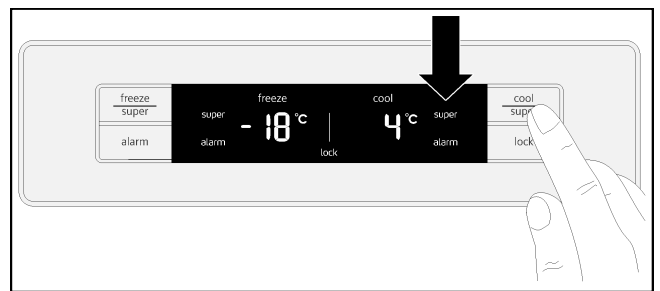 freeze
super
alarm
freeze
super
- 18 °C
alarm
lock
cool
4 °C
super
alarm
cool
super
lock